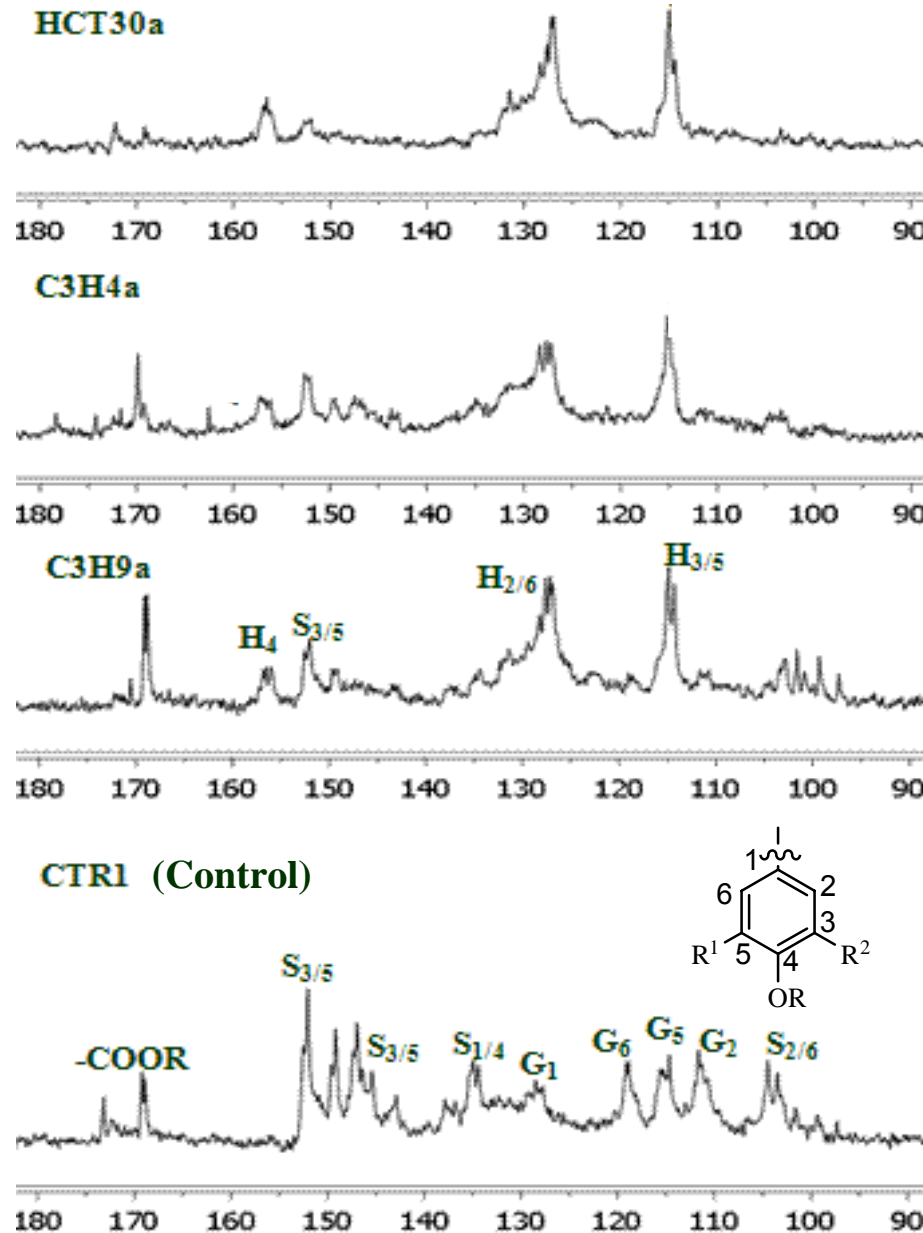 HCT30a
180 170 160 150 140 130 120 110 100 90
C3H4a
180 170 160 150 140 130 120 110 100 90
C3H9a
H4
S3/5
H2/6
H3/5
180 170 160 150 140 130 120 110 100 90
CTR1 (Control)
1
6 2
R1 5 4 3 R2
OR
-COOR
S3/5
S3/5
S1/4
G1
G6
G5
G2
S2/6
180 170 160 150 140 130 120 110 100 90